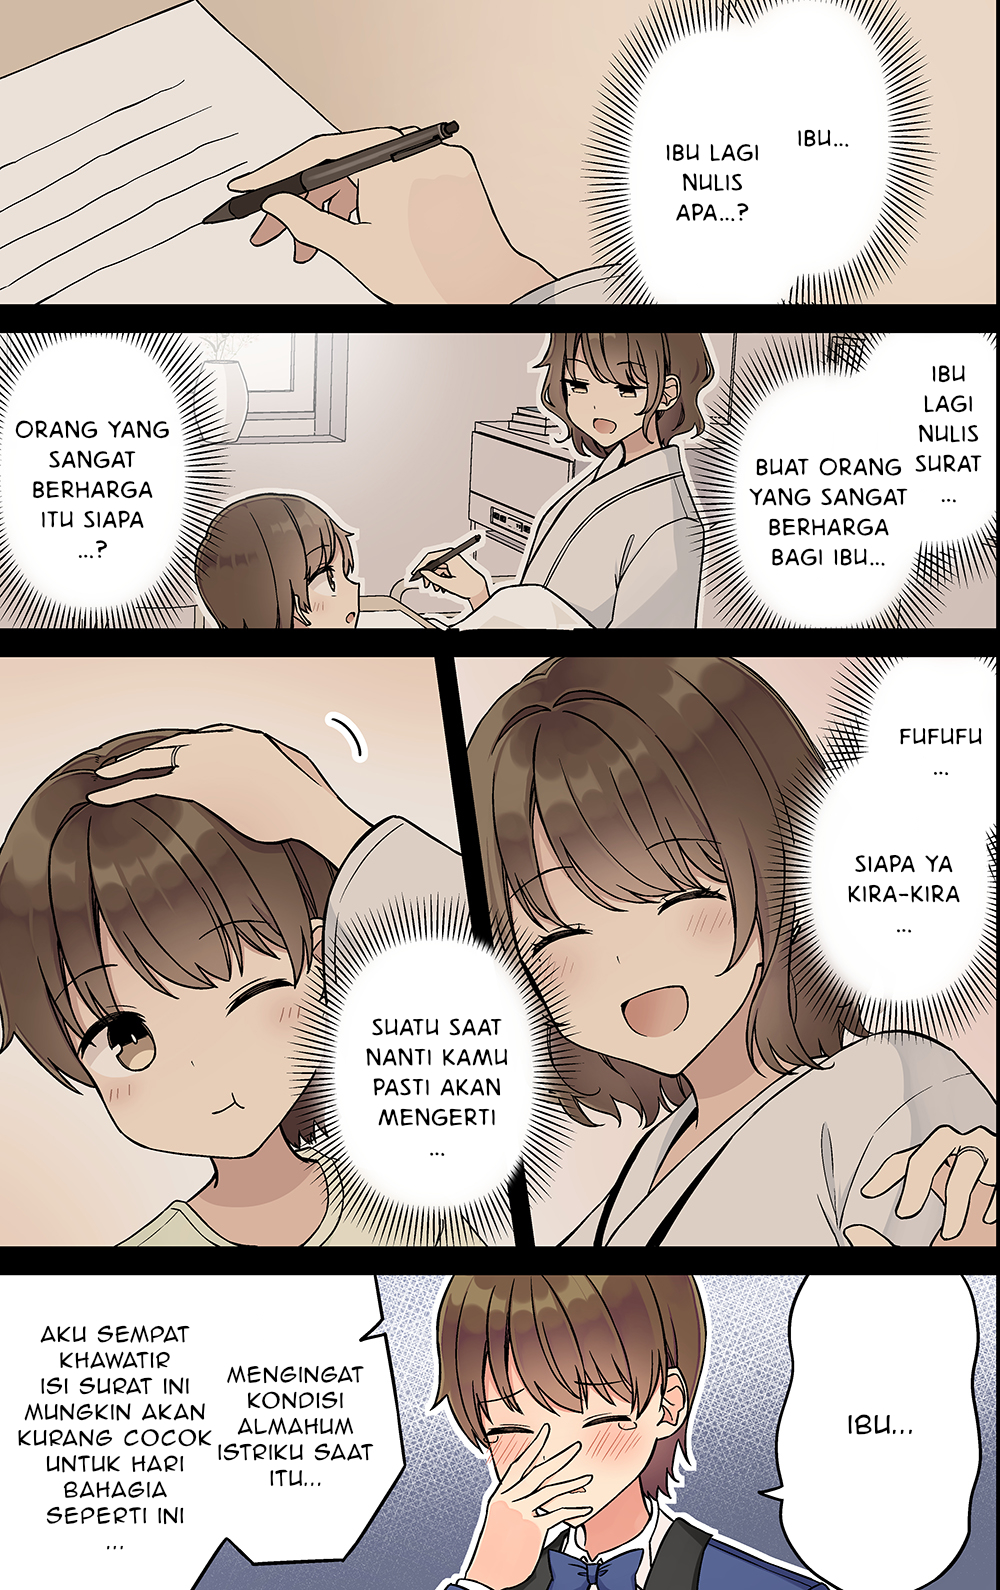 IBU...
IBU LAGI
NULIS
APA...?
IBU
LAGI
NULIS
SURAT
...
BUAT ORANG
YANG SANGAT
BERHARGA
BAGI IBU...
ORANG YANG
SANGAT
BERHARGA
ITU SIAPA
...?
FUFUFU
...
SIAPA YA
KIRA-KIRA
...
SUATU SAAT
NANTI KAMU
PASTI AKAN
MENGERTI
...
IBU...
MENGINGAT
KONDISI
ALMAHUM
ISTRIKU SAAT
ITU...
AKU SEMPAT
KHAWATIR
ISI SURAT INI
MUNGKIN AKAN
KURANG COCOK
UNTUK HARI
BAHAGIA
SEPERTI INI
...